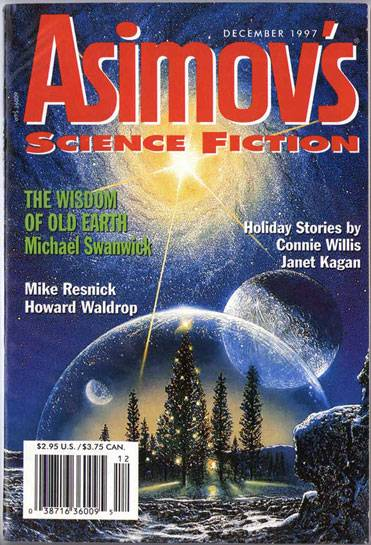 DECEMBER 1997
Asimov's
SCIENCE FICTION
THE WISDOM
OF OLD EARTH
Michael Swanwick
Holiday Stories by
Connie Willis
Janet Kagan
Mike Resnick
Howard Waldrop
$2.95 U.S./$3.75 CAN.
12
0 38716 36009 5